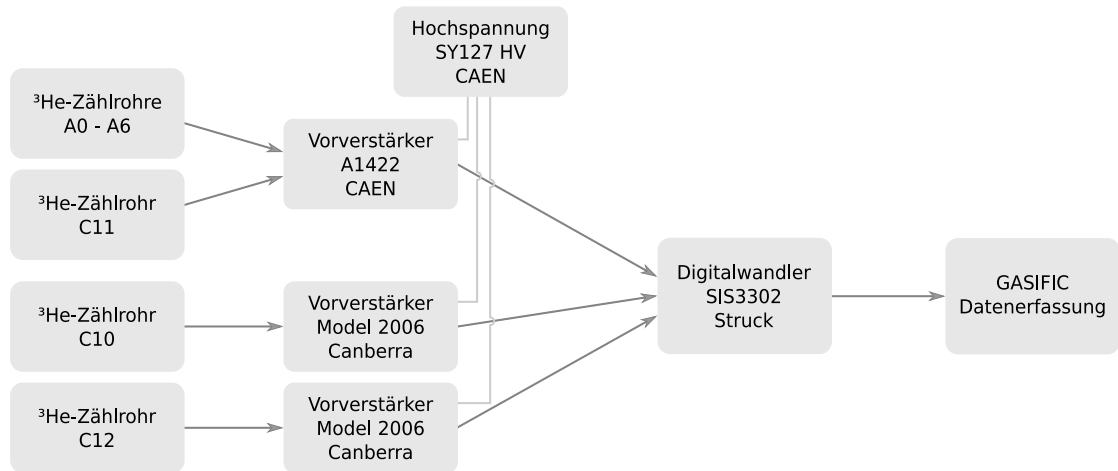 Hochspannung
SY127 HV
CAEN
³He-Zählrohre
A0 - A6
Vorverstärker
A1422
CAEN
³He-Zählrohr
C11
Digitalwandler
SIS3302
Struck
GASIFIC
Datenerfassung
³He-Zählrohr
C10
Vorverstärker
Model 2006
Canberra
³He-Zählrohr
C12
Vorverstärker
Model 2006
Canberra